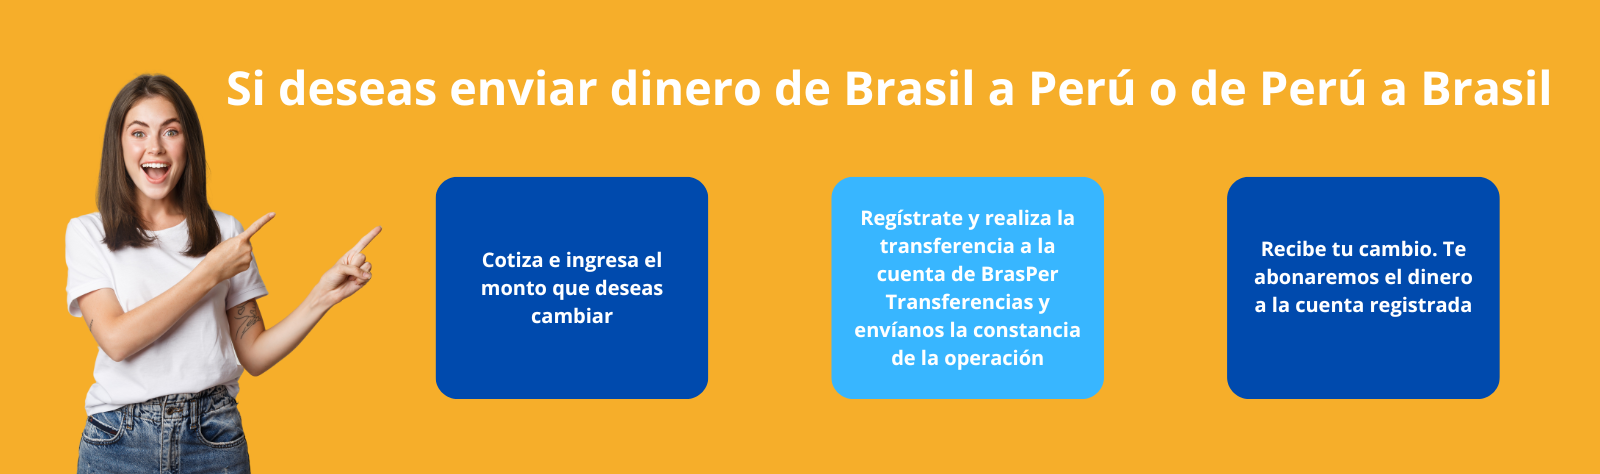 Si deseas enviar dinero de Brasil a Perú o de Perú a Brasil
Cotiza e ingresa el
monto que deseas
cambiar
Regístrate y realiza la
transferencia a la
cuenta de BrasPer
Transferencias y
envíanos la constancia
de la operación
Recibe tu cambio. Te
abonaremos el dinero
a la cuenta registrada